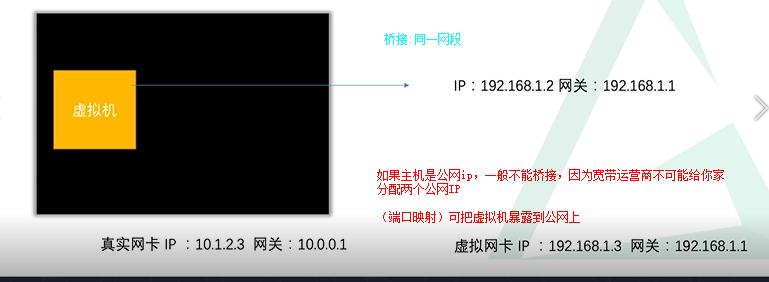 桥接:同一网段
虚拟机
IP：192.168.1.2 网关：192.168.1.1
如果主机是公网ip，一般不能桥接，因为宽带运营商不可能给你家
分配两个公网IP
（端口映射）可把虚拟机暴露到公网上
真实网卡 IP ：10.1.2.3 网关：10.0.0.1
虚拟网卡 IP ：192.168.1.3 网关：192.168.1.1